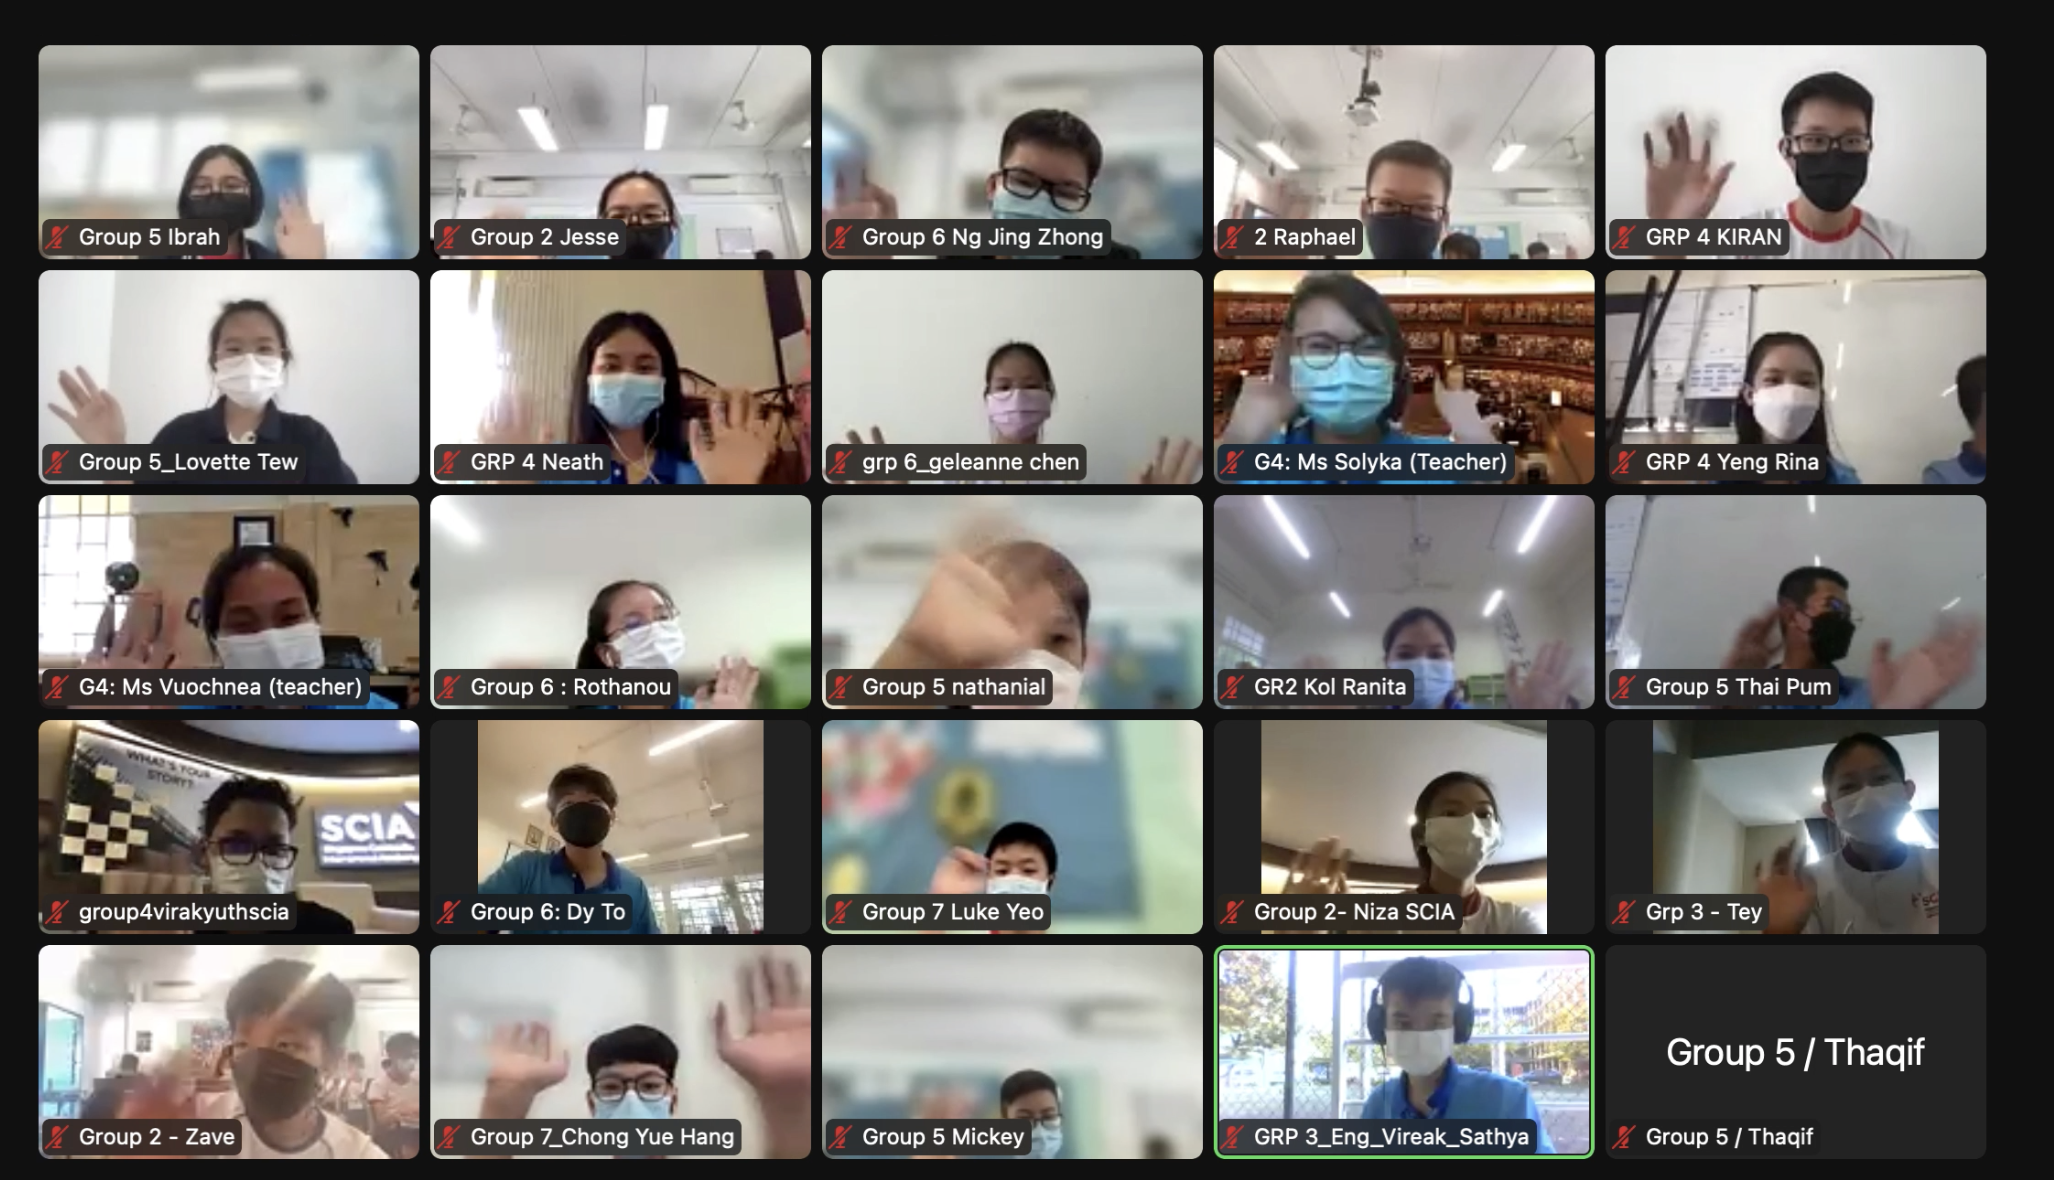 Group 5 Ibrah
Group 2 Jesse
Group 6 Ng Jing Zhong
2 Raphael
GRP 4 KIRAN
Group 5_Lovette Tew
GRP 4 Neath
grp 6_geleanne chen
G4: Ms Solyka (Teacher)
GRP 4 Yeng Rina
G4: Ms Vuochnea (teacher)
Group 6 : Rothanou
Group 5 nathanial
GR2 Kol Ranita
Group 5 Thai Pum
WHAT'S YOUR
STORY?
SCIA
group4virakyuthscia
Group 6: Dy To
Group 7 Luke Yeo
Group 2- Niza SCIA
Grp 3 - Tey
Group 2 - Zave
Group 7_Chong Yue Hang
Group 5 Mickey
GRP 3_Eng_Vireak_Sathya
Group 5 / Thaqif
Group 5 / Thaqif